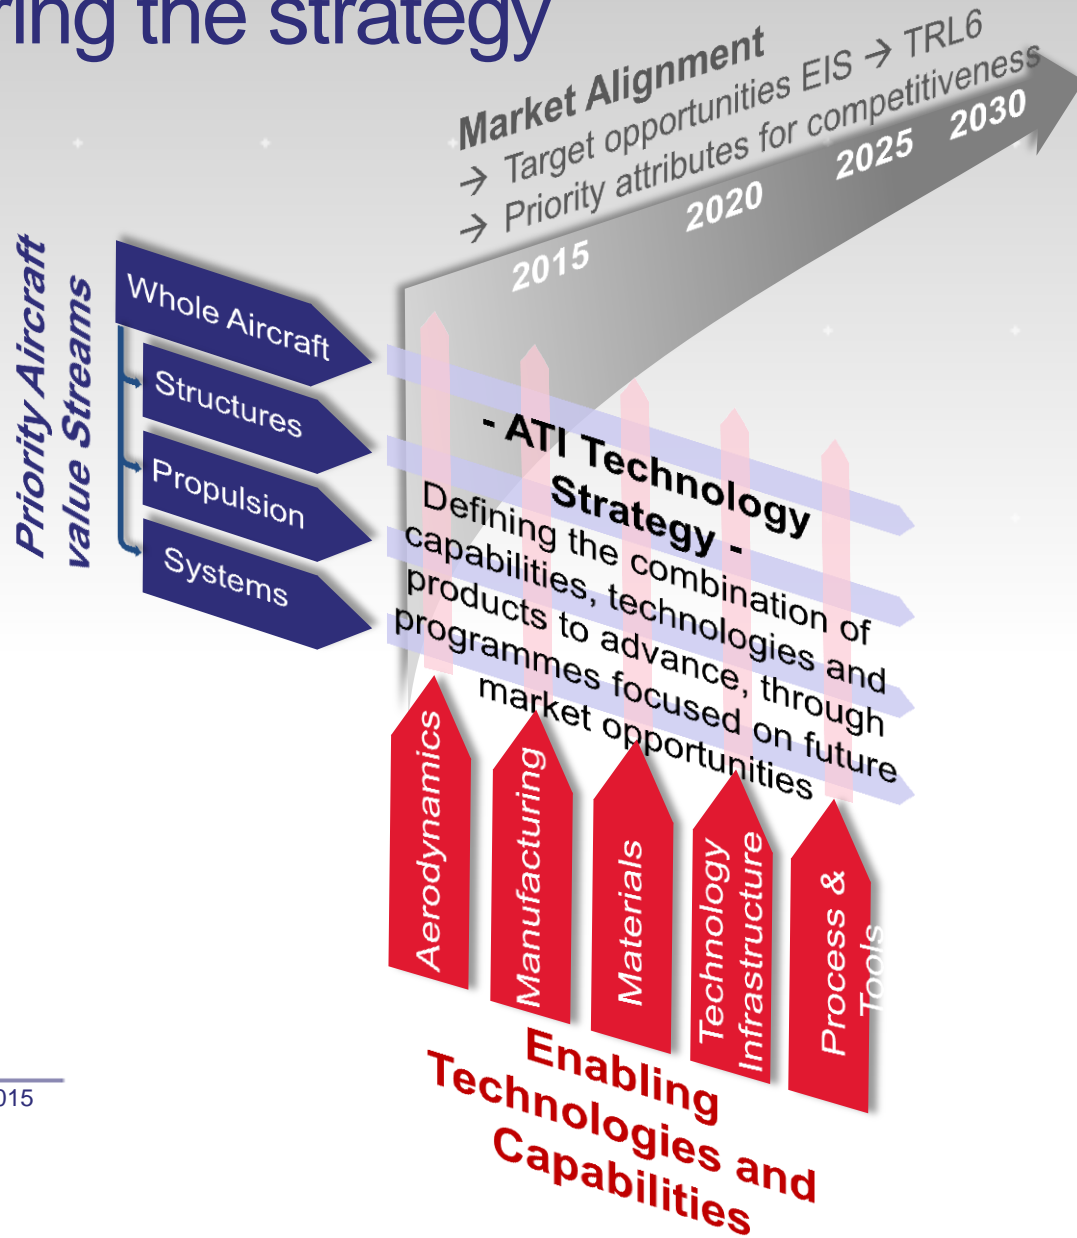 ring the strategy
Market Alignment
→ Target opportunities EIS → TRL6
→ Priority attributes for competitiveness
2015
2020
2025
2030
Priority Aircraft
value Streams
Whole Aircraft
Structures
Propulsion
Systems
- ATI Technology
Strategy -
Defining the combination of
capabilities, technologies and
products to advance, through
programmes focused on future
market opportunities
Aerodynamics
Manufacturing
Materials
Technology
Infrastructure
Process &
Tools
Enabling
Technologies and
Capabilities
015